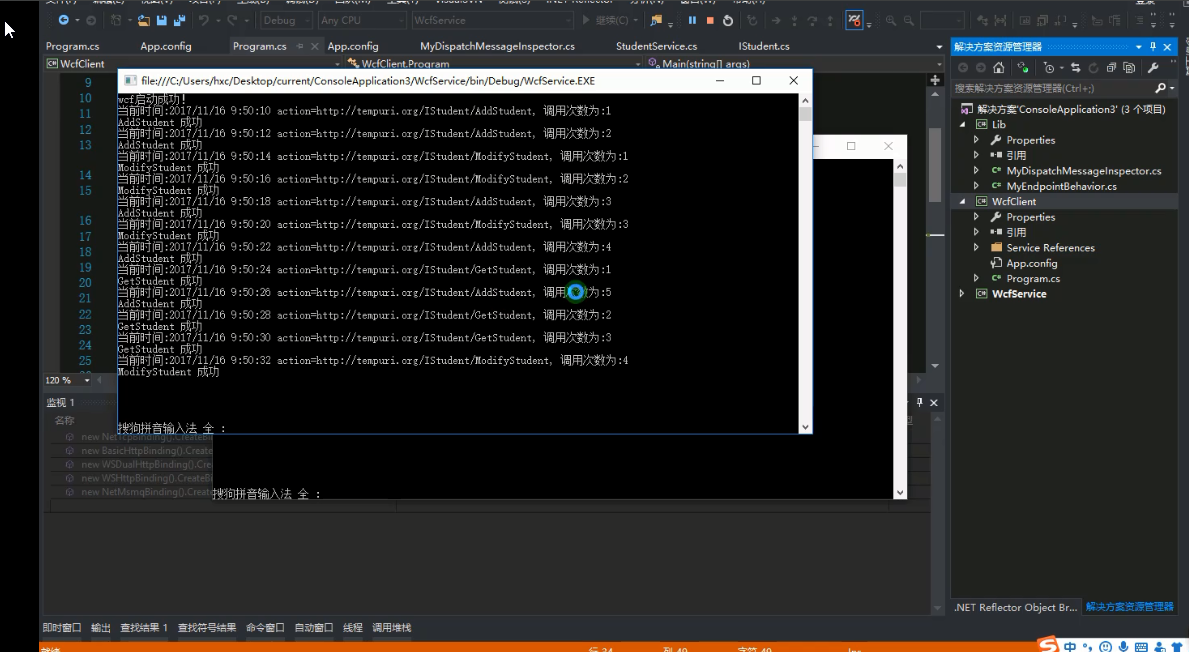 Debug Any CPU WcfService
继续(C)
Program.cs App.config Program.cs App.config MyDispatchMessageInspector.cs StudentService.cs IStudent.cs
WcfClient WcfClient.Program Main(string[] args)
file:///C:/Users/hxc/Desktop/current/ConsoleApplication3/WcfService/bin/Debug/WcfService.EXE
9
10
11
12
13
14
15
16
17
18
19
20
21
22
23
24
25
wcf启动成功!
当前时间:2017/11/16 9:50:10 action=http://tempuri.org/IStudent/AddStudent, 调用次数为:1
AddStudent 成功
当前时间:2017/11/16 9:50:12 action=http://tempuri.org/IStudent/AddStudent, 调用次数为:2
AddStudent 成功
当前时间:2017/11/16 9:50:14 action=http://tempuri.org/IStudent/ModifyStudent, 调用次数为:1
ModifyStudent 成功
当前时间:2017/11/16 9:50:16 action=http://tempuri.org/IStudent/ModifyStudent, 调用次数为:2
ModifyStudent 成功
当前时间:2017/11/16 9:50:18 action=http://tempuri.org/IStudent/AddStudent, 调用次数为:3
AddStudent 成功
当前时间:2017/11/16 9:50:20 action=http://tempuri.org/IStudent/ModifyStudent, 调用次数为:3
ModifyStudent 成功
当前时间:2017/11/16 9:50:22 action=http://tempuri.org/IStudent/AddStudent, 调用次数为:4
AddStudent 成功
当前时间:2017/11/16 9:50:24 action=http://tempuri.org/IStudent/GetStudent, 调用次数为:1
GetStudent 成功
当前时间:2017/11/16 9:50:26 action=http://tempuri.org/IStudent/AddStudent, 调用 为:5
AddStudent 成功
当前时间:2017/11/16 9:50:28 action=http://tempuri.org/IStudent/GetStudent, 调用次数为:2
GetStudent 成功
当前时间:2017/11/16 9:50:30 action=http://tempuri.org/IStudent/GetStudent, 调用次数为:3
GetStudent 成功
当前时间:2017/11/16 9:50:32 action=http://tempuri.org/IStudent/ModifyStudent, 调用次数为:4
ModifyStudent 成功
搜狗拼音输入法 全 :
搜狗拼音输入法 全 :
120 %
监视 1
名称
new NetTcpBinding().CreateBi
new BasicHttpBinding().Create
new WSDualHttpBinding().Cre
new WSHttpBinding().CreateB
new NetMsmqBinding().Creat
解决方案资源管理器
搜索解决方案资源管理器(Ctrl+;)
解决方案'ConsoleApplication3' (3 个项目)
Lib
Properties
引用
MyDispatchMessageInspector.cs
MyEndpointBehavior.cs
WcfClient
Properties
引用
Service References
App.config
Program.cs
WcfService
.NET Reflector Object Br... 解决方案资源管理器
即时窗口 输出 查找结果 1 查找符号结果 命令窗口 自动窗口 线程 调用堆栈
中